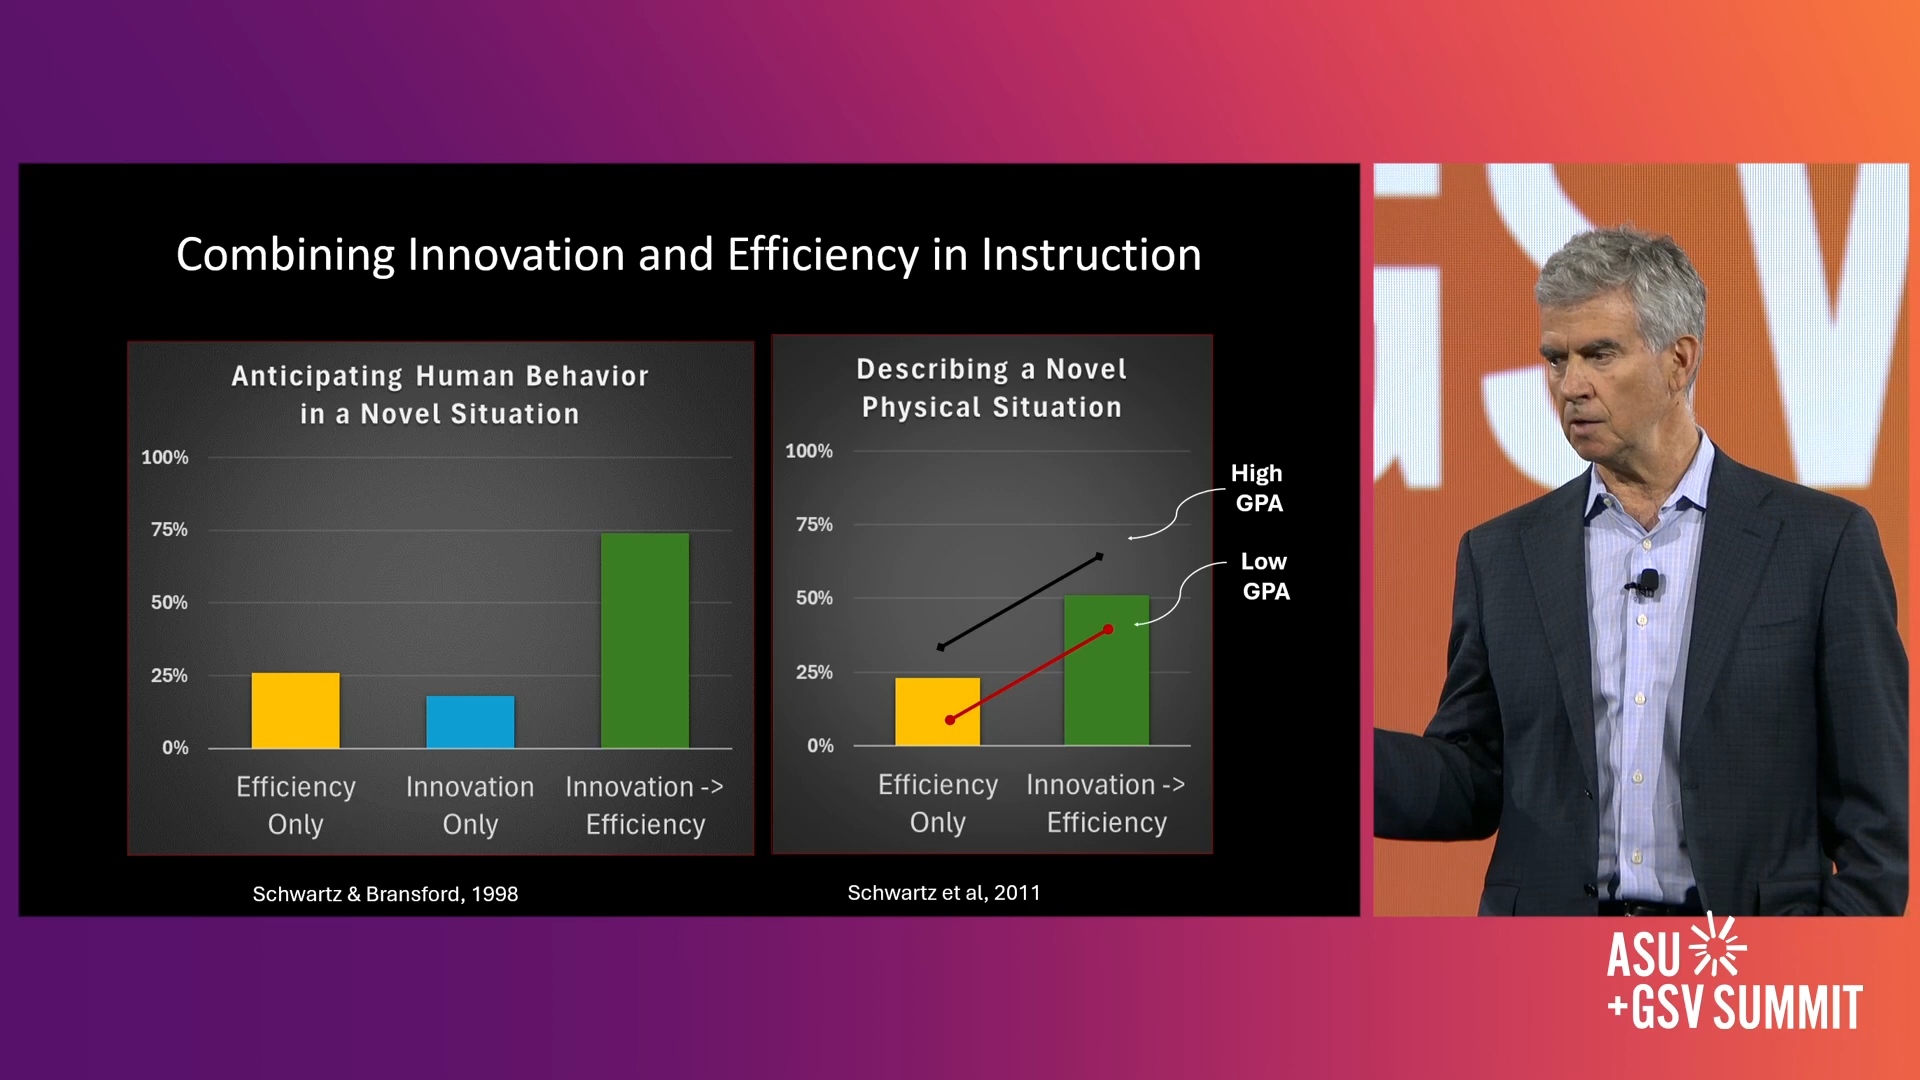 Combining Innovation and Efficiency in Instruction
Anticipating Human Behavior
in a Novel Situation
100%
75%
50%
25%
0%
Efficiency
Only
Innovation
Only
Innovation ->
Efficiency
Schwartz & Bransford, 1998
Describing a Novel
Physical Situation
100%
75%
50%
25%
0%
Efficiency
Only
Innovation ->
Efficiency
High
GPA
Low
GPA
Schwartz et al, 2011
GSV
ASU
+GSV SUMMIT